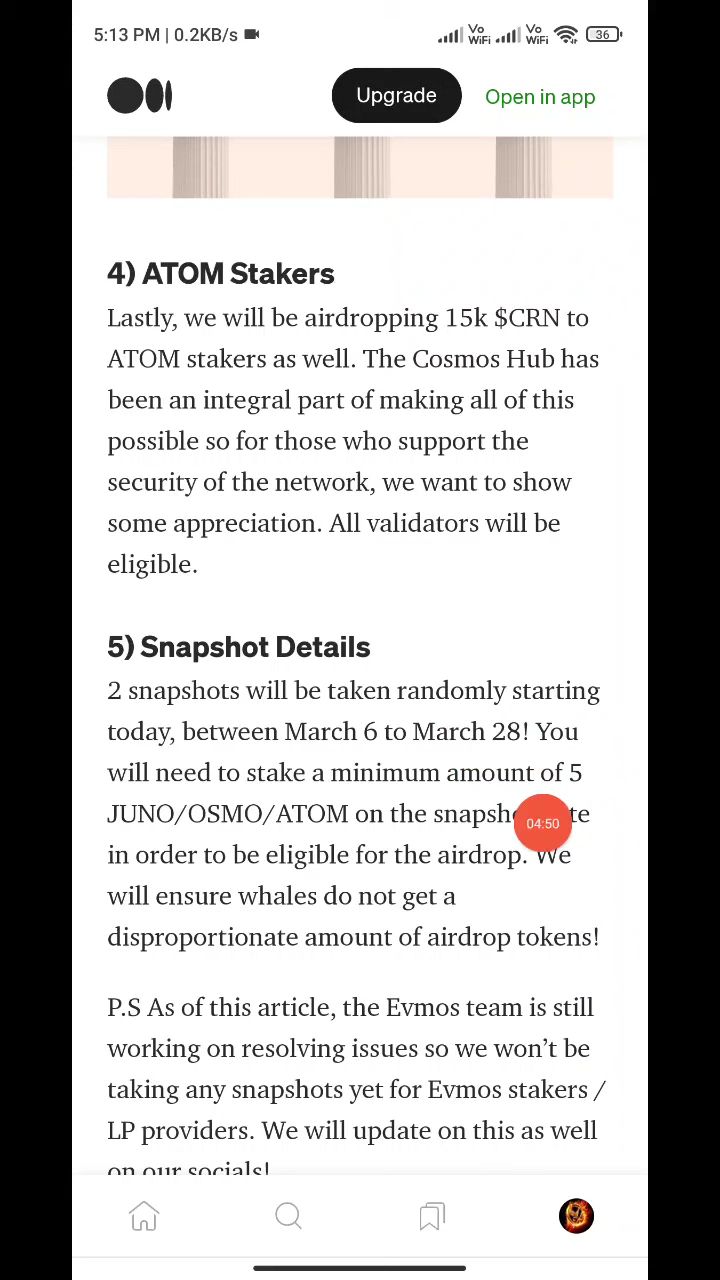 5:13 PM | 0.2KB/s
Vo WiFi Vo WiFi 36
Upgrade
Open in app
4) ATOM Stakers
Lastly, we will be airdropping 15k $CRN to
ATOM stakers as well. The Cosmos Hub has
been an integral part of making all of this
possible so for those who support the
security of the network, we want to show
some appreciation. All validators will be
eligible.
5) Snapshot Details
2 snapshots will be taken randomly starting
today, between March 6 to March 28! You
will need to stake a minimum amount of 5
JUNO/OSMO/ATOM on the
04:50
in order to be eligible for the airdrop. We
will ensure whales do not get a
disproportionate amount of airdrop tokens!
P.S As of this article, the Evmos team is still
working on resolving issues so we won’t be
taking any snapshots yet for Evmos stakers /
LP providers. We will update on this as well
on our socials!